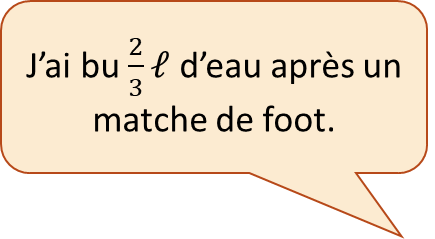 J’ai bu 2/3 ℓ d’eau après un
matche de foot.